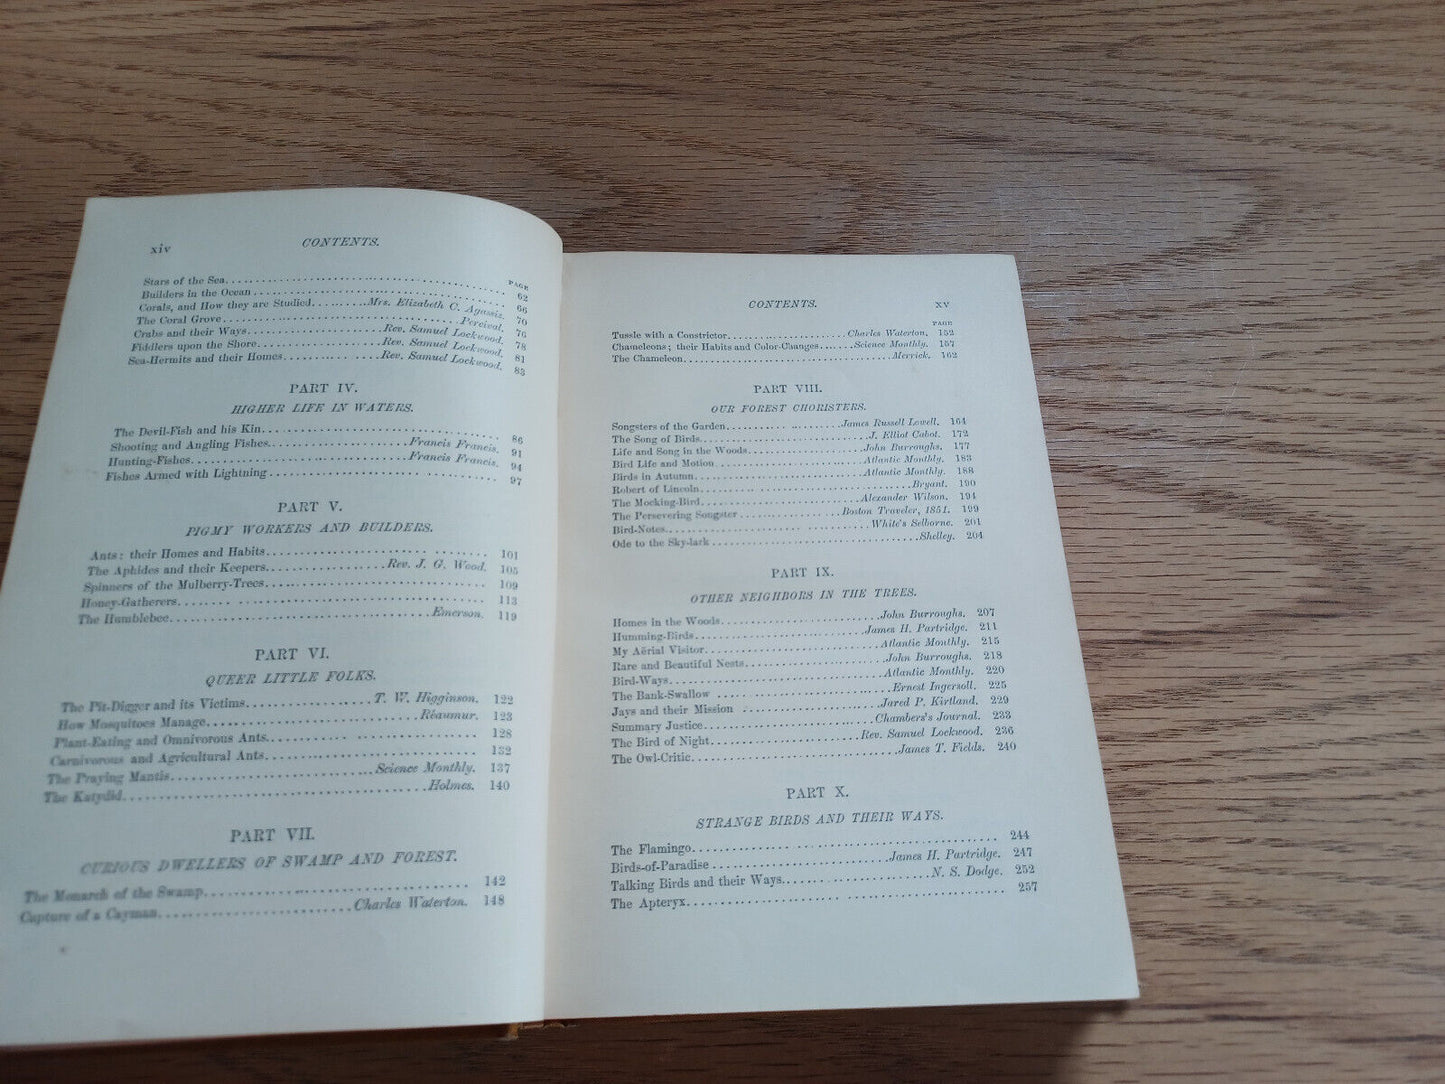 xiv
CONTENTS.
PAGE
Stars of the Sea 62
Builders in the Ocean 66
Corals, and How they are Studied Mrs. Elizabeth C. Agassiz. 70
The Coral Grove Percival. 76
Crabs and their Ways Rev. Samuel Lockwood. 78
Fiddlers upon the Shore Rev. Samuel Lockwood. 81
Sea-Hermits and their Homes Rev. Samuel Lockwood. 83
PART IV.
HIGHER LIFE IN WATERS.
The Devil-Fish and his Kin 86
Shooting and Angling Fishes Francis Francis. 91
Hunting-Fishes Francis Francis. 94
Fishes Armed with Lightning 97
PART V.
PIGMY WORKERS AND BUILDERS.
Ants: their Homes and Habits 101
The Aphides and their Keepers Rev. J. G. Wood. 105
Spinners of the Mulberry-Trees 109
Honey-Gatherers 113
The Humblebee Emerson. 119
PART VI.
QUEER LITTLE FOLKS.
The Pit-Digger and its Victims T. W. Higginson. 122
How Mosquitoes Manage Réaumur. 123
Plant-Eating and Omnivorous Ants 128
Carnivorous and Agricultural Ants 132
The Praying Mantis Science Monthly. 137
The Katydid Holmes. 140
PART VII.
CURIOUS DWELLERS OF SWAMP AND FOREST.
The Monarch of the Swamp 142
Capture of a Cayman Charles Waterton. 148
CONTENTS.
xv
PAGE
Tussle with a Constrictor Charles Waterton. 152
Chameleons; their Habits and Color-Changes Science Monthly. 157
The Chameleon Merrick. 162
PART VIII.
OUR FOREST CHORISTERS.
Songsters of the Garden James Russell Lowell. 164
The Song of Birds J. Elliot Cabot. 172
Life and Song in the Woods John Burroughs. 177
Bird Life and Motion Atlantic Monthly. 183
Birds in Autumn Atlantic Monthly. 188
Robert of Lincoln Bryant. 190
The Mocking-Bird Alexander Wilson. 194
The Persevering Songster Boston Traveler, 1851. 199
Bird-Notes White's Selborne. 201
Ode to the Sky-lark Shelley. 204
PART IX.
OTHER NEIGHBORS IN THE TREES.
Homes in the Woods John Burroughs. 207
Humming-Birds James H. Partridge. 211
My Aërial Visitor Atlantic Monthly. 215
Rare and Beautiful Nests John Burroughs. 218
Bird-Ways Atlantic Monthly. 220
The Bank-Swallow Ernest Ingersoll. 225
Jays and their Mission Jared P. Kirtland. 229
Summary Justice Chambers's Journal. 233
The Bird of Night Rev. Samuel Lockwood. 236
The Owl-Critic James T. Fields. 240
PART X.
STRANGE BIRDS AND THEIR WAYS.
The Flamingo 244
Birds-of-Paradise James H. Partridge. 247
Talking Birds and their Ways N. S. Dodge. 252
The Apteryx 257